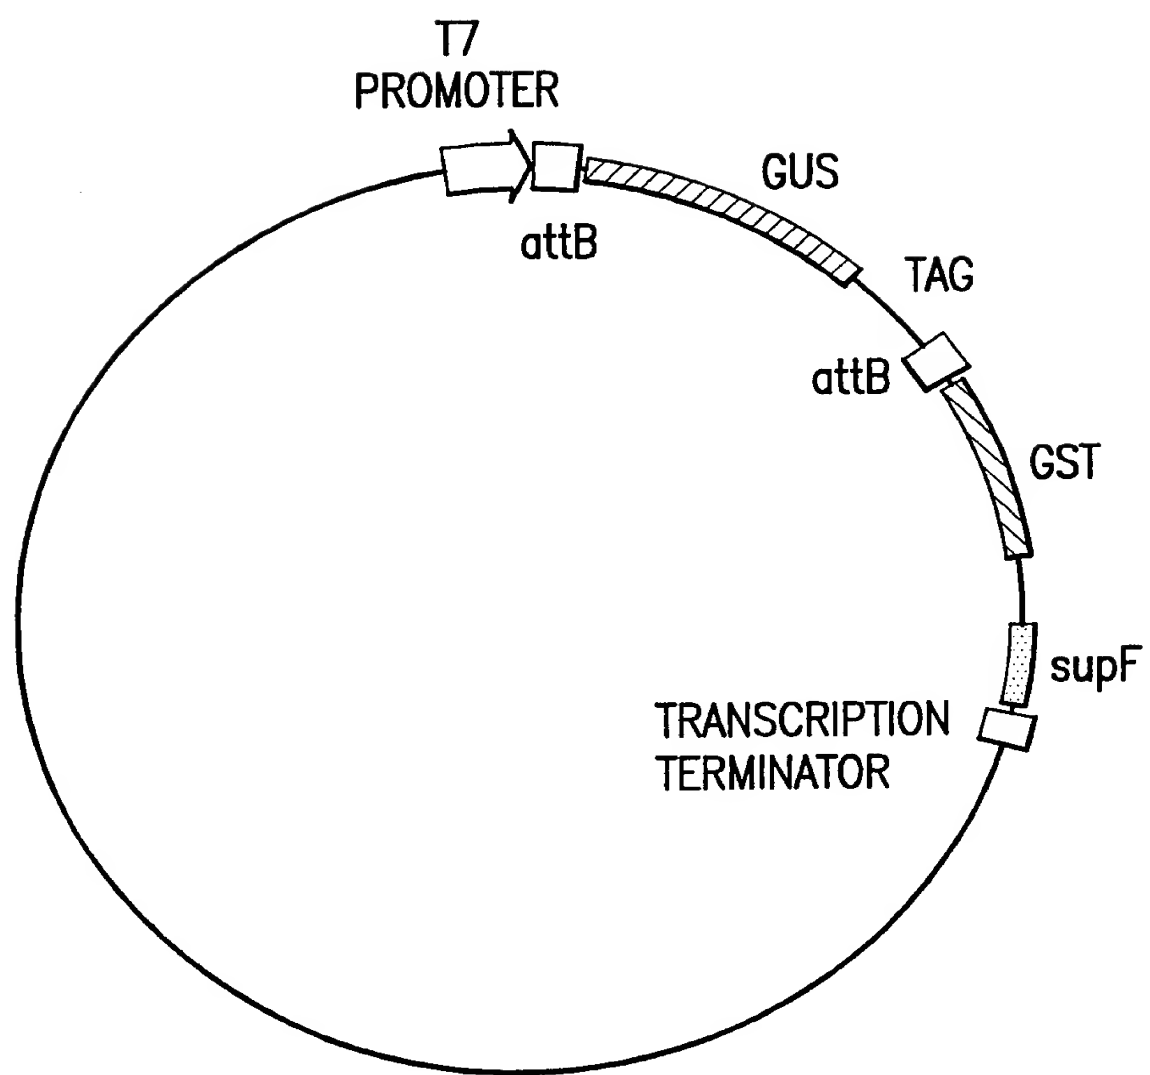 T7
PROMOTER
attB
GUS
TAG
attB
GST
supF
TRANSCRIPTION
TERMINATOR